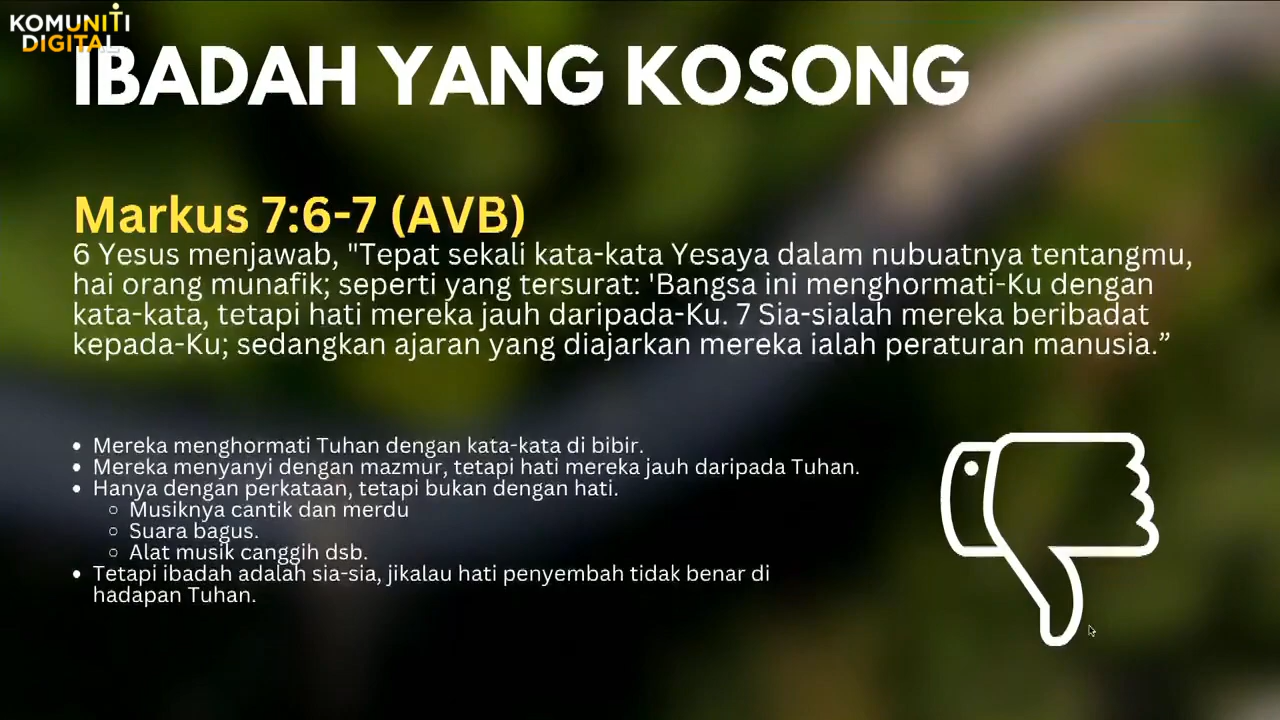 KOMUNITI
DIGITAL
IBADAH YANG KOSONG
Markus 7:6-7 (AVB)
6 Yesus menjawab, "Tepat sekali kata-kata Yesaya dalam nubuatnya tentangmu,
hai orang munafik; seperti yang tersurat: 'Bangsa ini menghormati-Ku dengan
kata-kata, tetapi hati mereka jauh daripada-Ku. 7 Sia-sialah mereka beribadat
kepada-Ku; sedangkan ajaran yang diajarkan mereka ialah peraturan manusia.”
• Mereka menghormati Tuhan dengan kata-kata di bibir.
• Mereka menyanyi dengan mazmur, tetapi hati mereka jauh daripada Tuhan.
• Hanya dengan perkataan, tetapi bukan dengan hati.
○ Musiknya cantik dan merdu
○ Suara bagus.
○ Alat musik canggih dsb.
• Tetapi ibadah adalah sia-sia, jikalau hati penyembah tidak benar di
hadapan Tuhan.